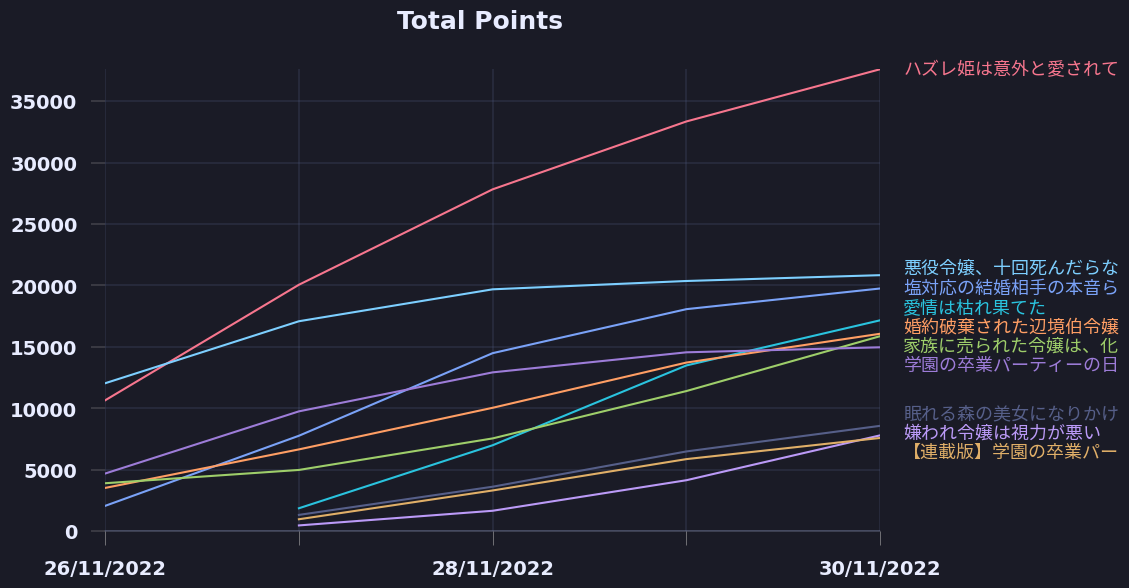 Total Points
35000
30000
25000
20000
15000
10000
5000
0
26/11/2022
28/11/2022
30/11/2022
ハズレ姫は意外と愛されて
悪役令嬢、十回死んだらな
塩対応の結婚相手の本音ら
愛情は枯れ果てた
婚約破棄された辺境伯令嬢
家族に売られた令嬢は、化
学園の卒業パーティーの日
眠れる森の美女になりかけ
嫌われ令嬢は視力が悪い
【連載版】学園の卒業パー